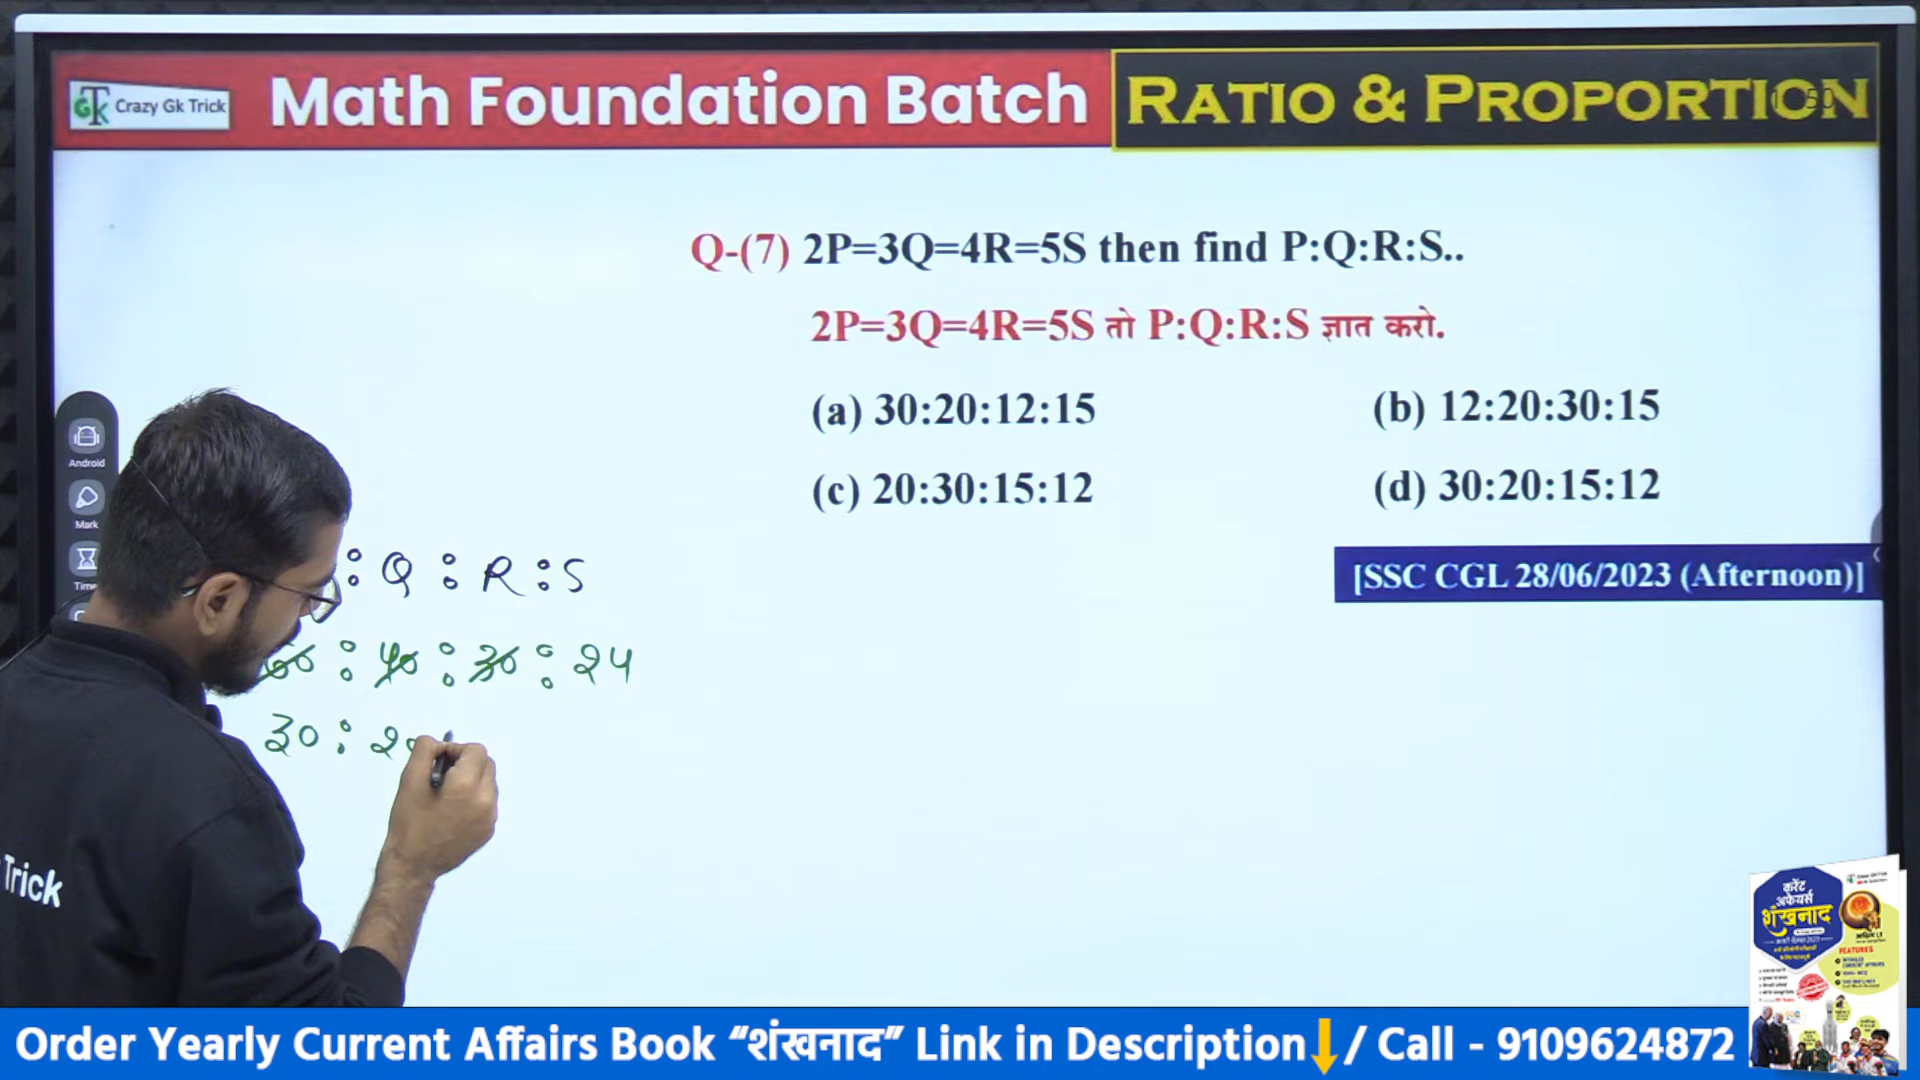 Crazy Gk Trick
Math Foundation Batch
RATIO & PROPORTION
Q-(7) 2P=3Q=4R=5S then find P:Q:R:S..
2P=3Q=4R=5S तो P:Q:R:S ज्ञात करो.
(a) 30:20:12:15
(b) 12:20:30:15
(c) 20:30:15:12
(d) 30:20:15:12
[SSC CGL 28/06/2023 (Afternoon)]
Android
Mark
Time
: Q : R : S
60 : 40 : 30 : 24
30 : 20
Trick
करेंट
अफेयर्स
शंखनाद
FEATURES
Order Yearly Current Affairs Book “शंखनाद” Link in Description / Call - 9109624872